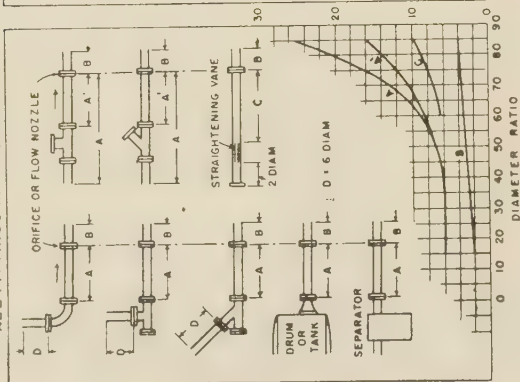 ORIFICE OR FLOW NOZZLE
A
B
A'
B
A
D
A
B
A'
B
A
D
STRAIGHTENING VANE
C
B
2 DIAM
A
B
D
D = 6 DIAM
DRUM
OR
TANK
A
B
SEPARATOR
A
B
30
20
10
0
A
A'
C
B
0 10 20 30 40 50 60 70 80 90
DIAMETER RATIO